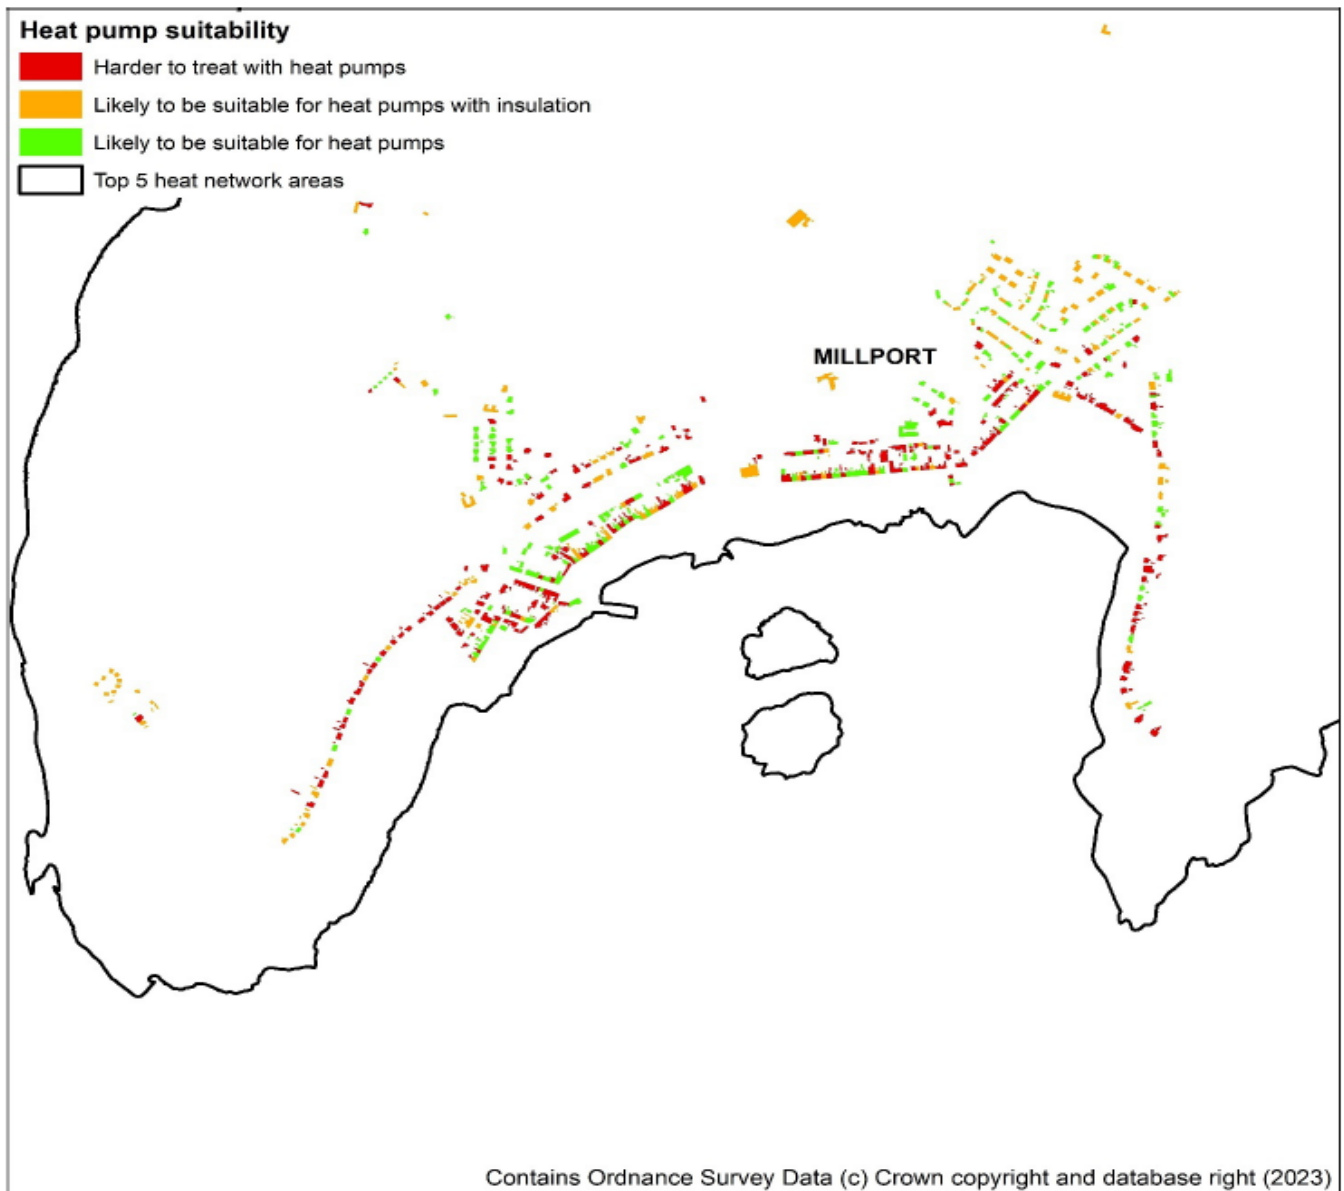 Heat pump suitability
Harder to treat with heat pumps
Likely to be suitable for heat pumps with insulation
Likely to be suitable for heat pumps
Top 5 heat network areas
MILLPORT
Contains Ordnance Survey Data (c) Crown copyright and database right (2023)